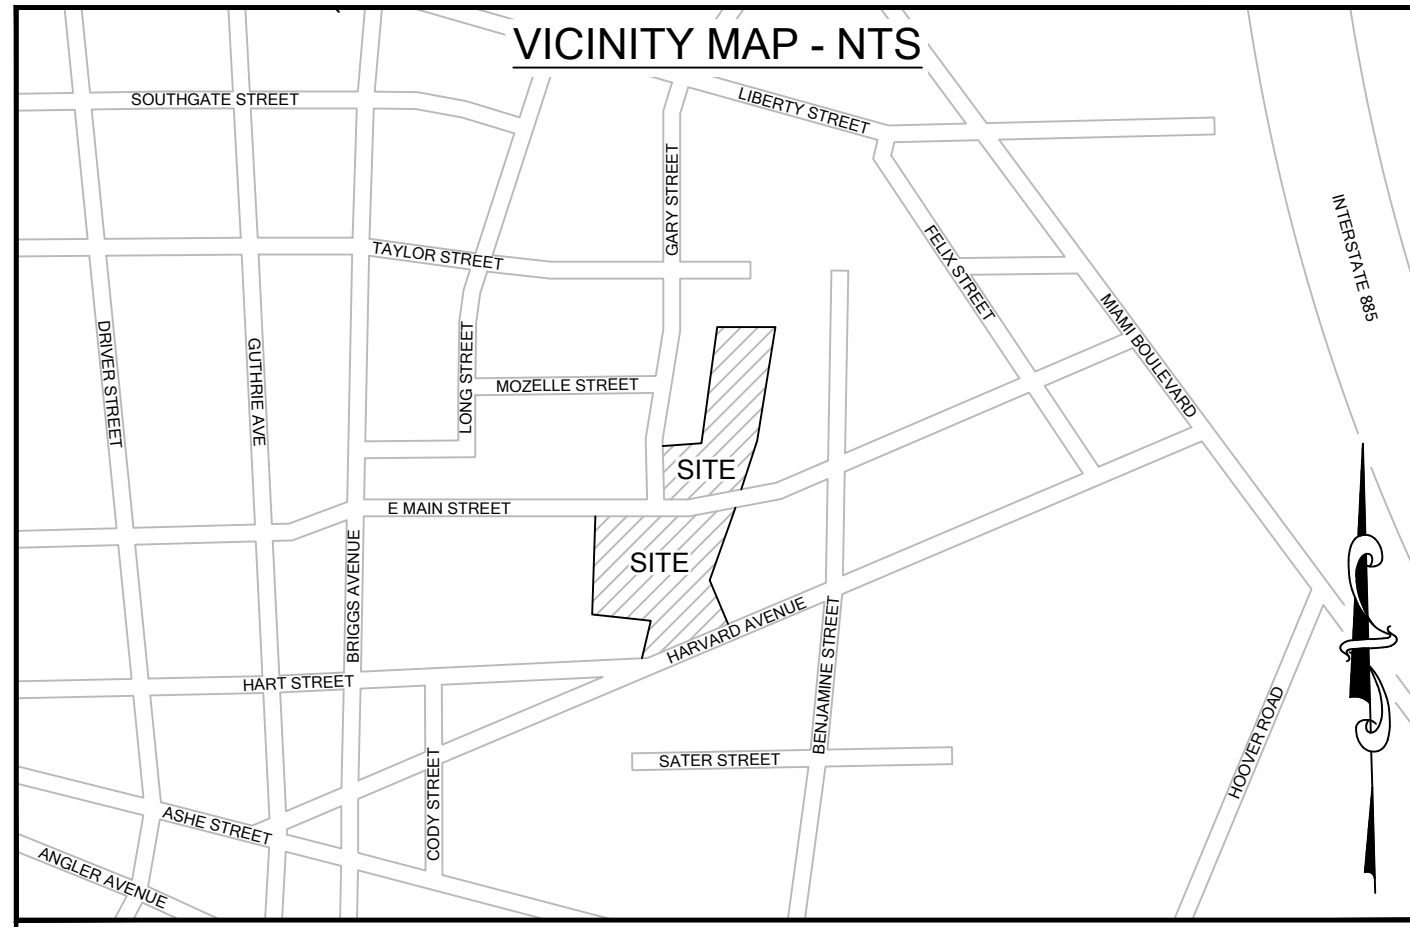 VICINITY MAP - NTS
SOUTHGATE STREET
LIBERTY STREET
GARY STREET
INTERSTATE 885
TAYLOR STREET
FELIX STREET
MIAMI BOULEVARD
DRIVER STREET
GUTHRIE AVE
LONG STREET
MOZELLE STREET
SITE
E MAIN STREET
SITE
BRIGGS AVENUE
HARVARD AVENUE
BENJAMINE STREET
HART STREET
HOOVER ROAD
SATER STREET
CODY STREET
ASHE STREET
ANGLER AVENUE